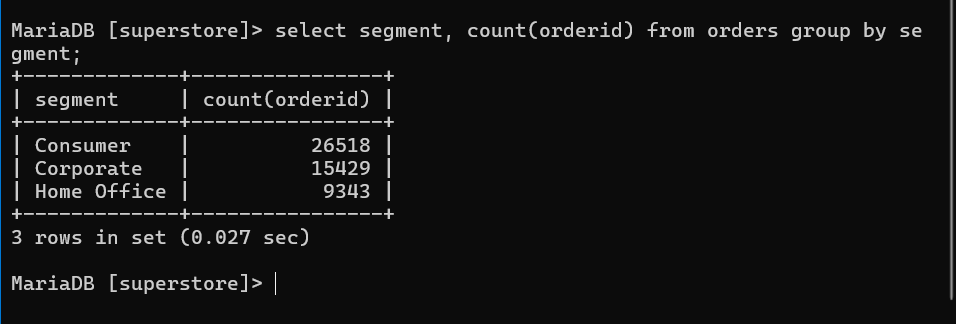 MariaDB [superstore]> select segment, count(orderid) from orders group by se
gment;
+-------------+----------------+
| segment     | count(orderid) |
+-------------+----------------+
| Consumer    |          26518 |
| Corporate   |          15429 |
| Home Office |           9343 |
+-------------+----------------+
3 rows in set (0.027 sec)
MariaDB [superstore]>